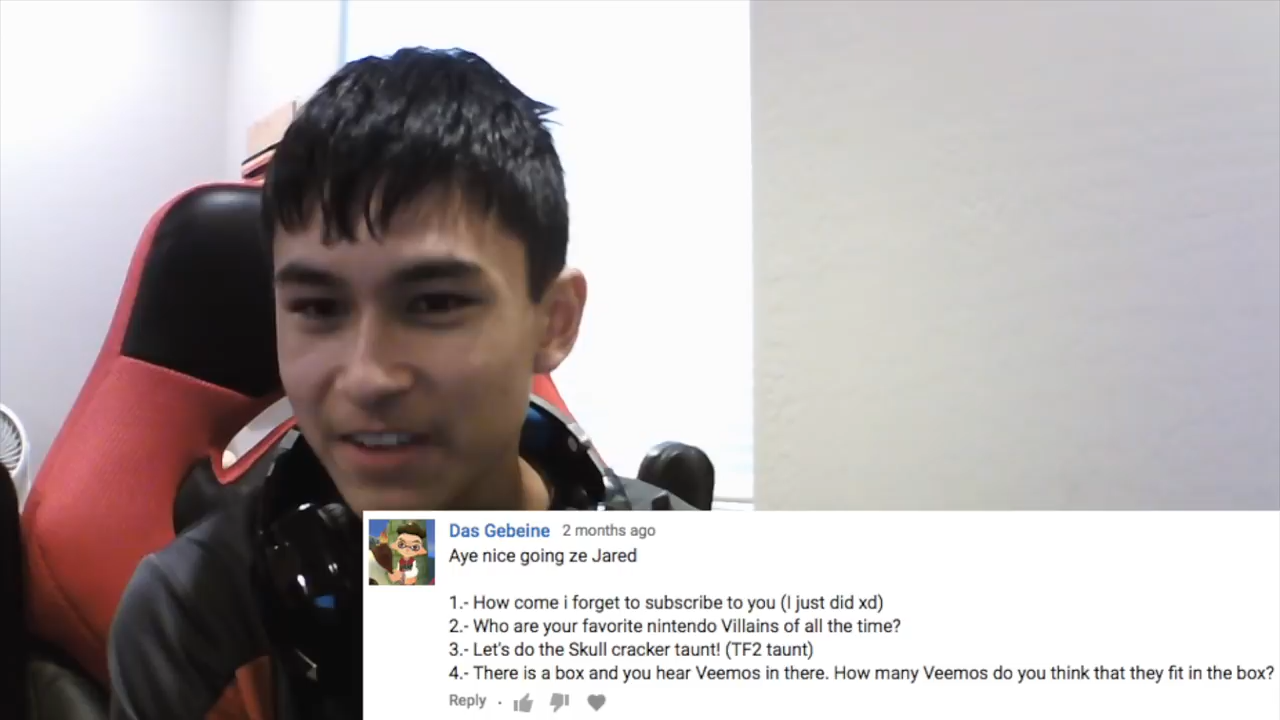 Das Gebeine 2 months ago
Aye nice going ze Jared
1.- How come i forget to subscribe to you (I just did xd)
2.- Who are your favorite nintendo Villains of all the time?
3.- Let's do the Skull cracker taunt! (TF2 taunt)
4.- There is a box and you hear Veemos in there. How many Veemos do you think that they fit in the box?
Reply